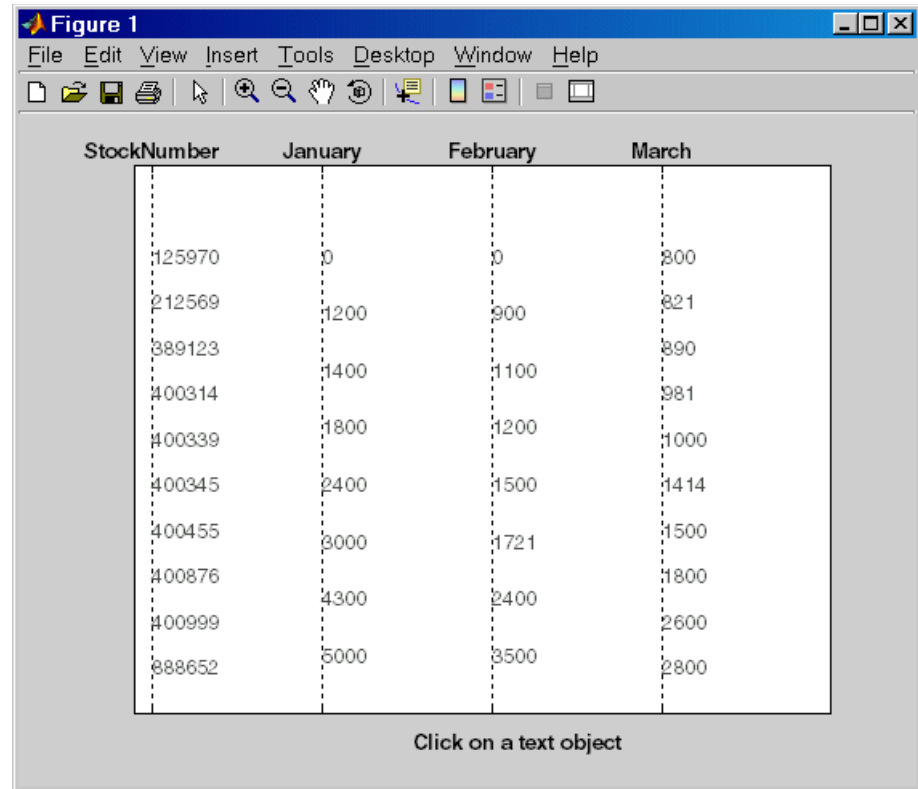 Figure 1
File Edit View Insert Tools Desktop Window Help
StockNumber January February March
125970 0 0 800
212569 1200 900 821
389123 1400 1100 890
400314 981
400339 1800 1200 1000
400345 2400 1500 1414
400455 3000 1721 1500
400876 4300 2400 1800
400999 2600
888652 5000 3500 2800
Click on a text object